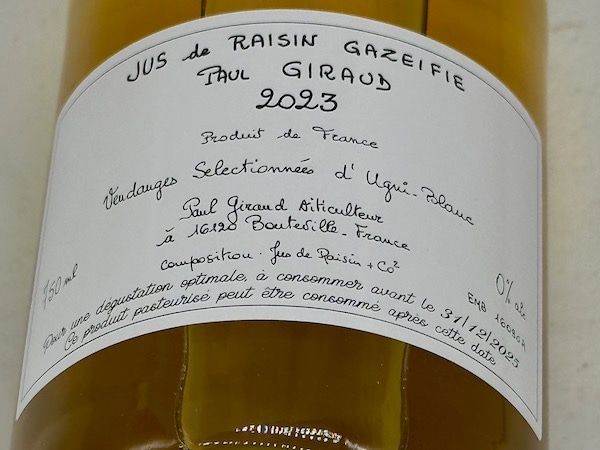 JUS de RAISIN GAZEIFIE
PAUL GIRAUD
2023
Produit de France
Vendanges Selectionnées d'Ugni-Blanc
Paul Giraud Viticulteur
à 16120 Bouteville-France
composition. Jus de Raisin + Co²
750 ml
0% alc
Pour une dégustation optimale, à consommer avant le 31/12/2025
Ce produit pasteurisé peut être consommé après cette date
EMB